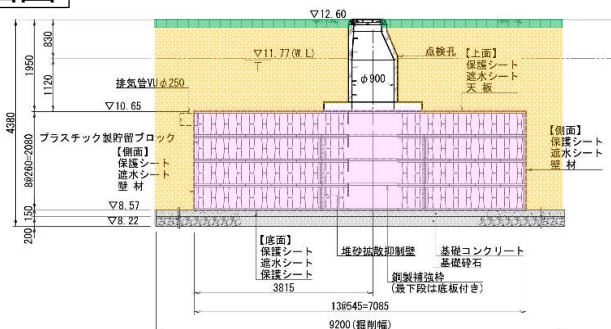 ▽12.60
830
▽11.77(W.L)
1950
1120
点検孔
【上面】
保護シート
遮水シート
天 板
φ900
排気管VUφ250
▽10.65
4380
プラスチック製貯留ブロック
【側面】
保護シート
遮水シート
壁 材
【側面】
保護シート
遮水シート
壁 材
8@260=2080
▽8.57
150
▽8.22
200
【底面】
保護シート
遮水シート
保護シート
堆砂拡散抑制壁
基礎コンクリート
基礎砕石
鋼製補強枠
(最下段は底板付き)
3815
13@545=7085
9200(掘削幅)